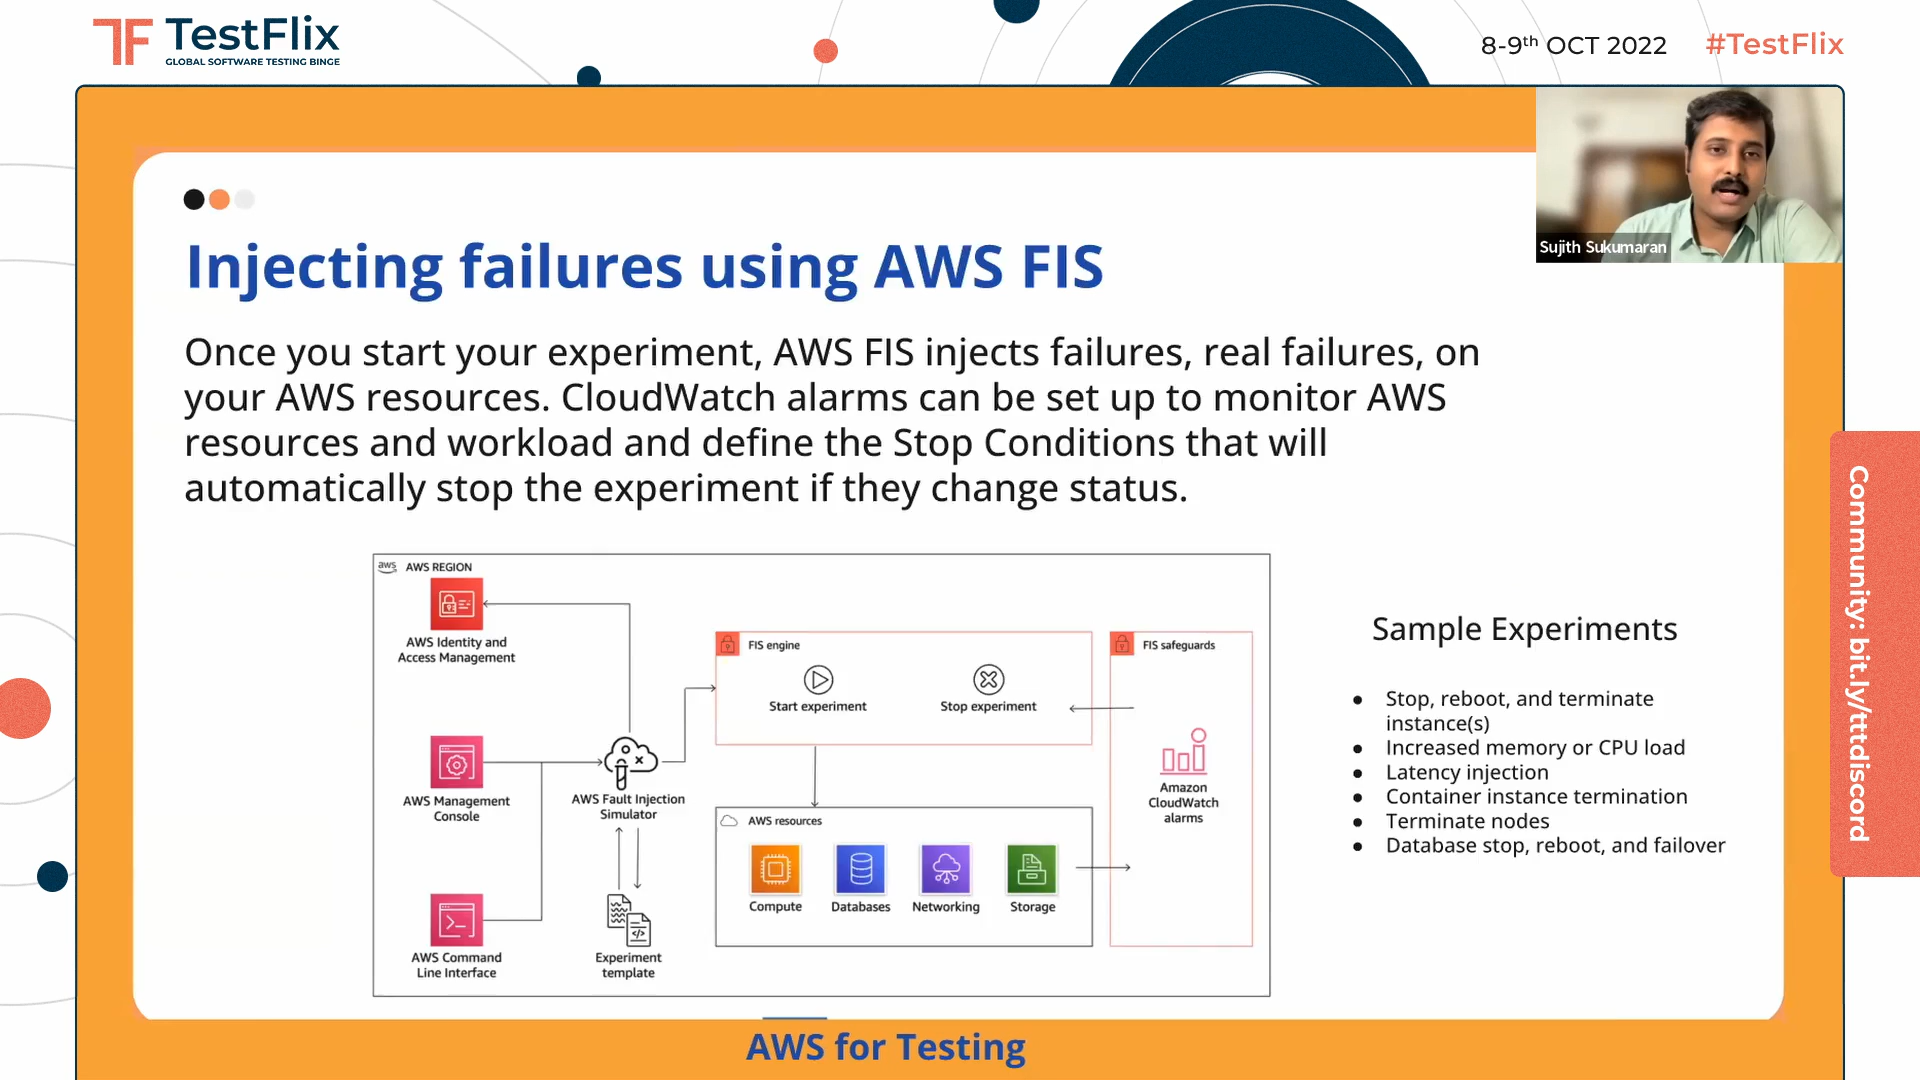 TF TestFlix
GLOBAL SOFTWARE TESTING BINGE
8-9th OCT 2022
#TestFlix
Sujith Sukumaran
Injecting failures using AWS FIS
Once you start your experiment, AWS FIS injects failures, real failures, on
your AWS resources. CloudWatch alarms can be set up to monitor AWS
resources and workload and define the Stop Conditions that will
automatically stop the experiment if they change status.
aws AWS REGION
AWS Identity and
Access Management
AWS Management
Console
AWS Command
Line Interface
AWS Fault Injection
Simulator
Experiment
template
FIS engine
Start experiment
Stop experiment
AWS resources
Compute
Databases
Networking
Storage
FIS safeguards
Amazon
CloudWatch
alarms
Sample Experiments
● Stop, reboot, and terminate
instance(s)
● Increased memory or CPU load
● Latency injection
● Container instance termination
● Terminate nodes
● Database stop, reboot, and failover
Community: bit.ly/tttdiscord
AWS for Testing